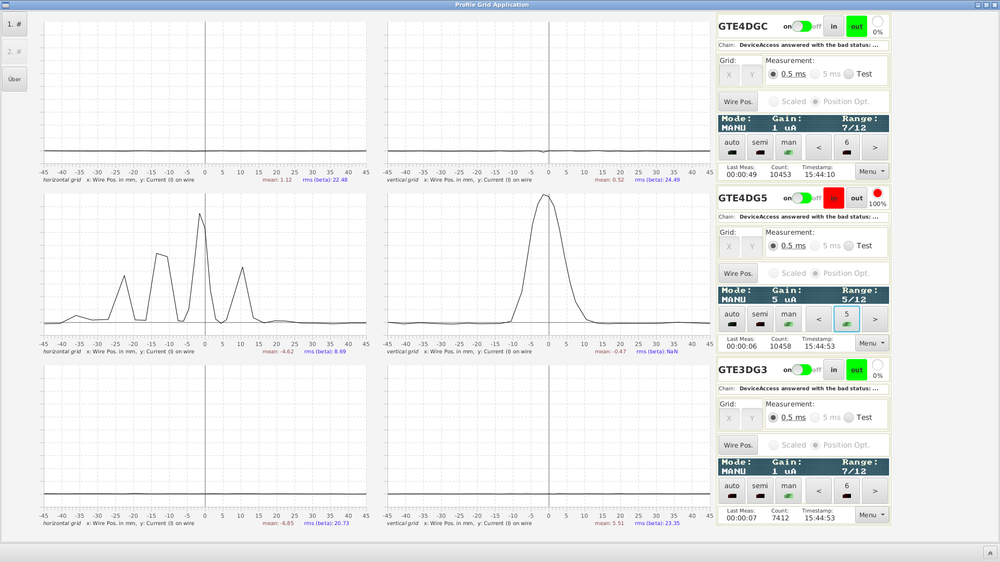 Profile Grid Application
1. #
2. #
Über
-45 -40 -35 -30 -25 -20 -15 -10 -5 0 5 10 15 20 25 30 35 40 45
horizontal grid x: Wire Pos. in mm, y: Current (I) on wire mean: 1.12 rms (beta): 22.48
-45 -40 -35 -30 -25 -20 -15 -10 -5 0 5 10 15 20 25 30 35 40 45
vertical grid x: Wire Pos. in mm, y: Current (I) on wire mean: 0.52 rms (beta): 24.49
GTE4DGC on off in out 0%
Chain: DeviceAccess answered with the bad status: ...
Grid: Measurement:
X Y 0.5 ms 5 ms Test
Wire Pos. Scaled Position Opt.
Mode: Gain: Range:
MANU 1 uA 7/12
auto semi man < 6 >
Last Meas: Count: Timestamp:
00:00:49 10453 15:44:10 Menu
-45 -40 -35 -30 -25 -20 -15 -10 -5 0 5 10 15 20 25 30 35 40 45
horizontal grid x: Wire Pos. in mm, y: Current (I) on wire mean: -4.62 rms (beta): 8.69
-45 -40 -35 -30 -25 -20 -15 -10 -5 0 5 10 15 20 25 30 35 40 45
vertical grid x: Wire Pos. in mm, y: Current (I) on wire mean: -0.47 rms (beta): NaN
GTE4DG5 on off in out 100%
Chain: DeviceAccess answered with the bad status: ...
Grid: Measurement:
X Y 0.5 ms 5 ms Test
Wire Pos. Scaled Position Opt.
Mode: Gain: Range:
MANU 5 uA 5/12
auto semi man < 5 >
Last Meas: Count: Timestamp:
00:00:06 10458 15:44:53 Menu
-45 -40 -35 -30 -25 -20 -15 -10 -5 0 5 10 15 20 25 30 35 40 45
horizontal grid x: Wire Pos. in mm, y: Current (I) on wire mean: -6.85 rms (beta): 20.73
-45 -40 -35 -30 -25 -20 -15 -10 -5 0 5 10 15 20 25 30 35 40 45
vertical grid x: Wire Pos. in mm, y: Current (I) on wire mean: 5.51 rms (beta): 23.35
GTE3DG3 on off in out 0%
Chain: DeviceAccess answered with the bad status: ...
Grid: Measurement:
X Y 0.5 ms 5 ms Test
Wire Pos. Scaled Position Opt.
Mode: Gain: Range:
MANU 1 uA 7/12
auto semi man < 6 >
Last Meas: Count: Timestamp:
00:00:07 7412 15:44:53 Menu